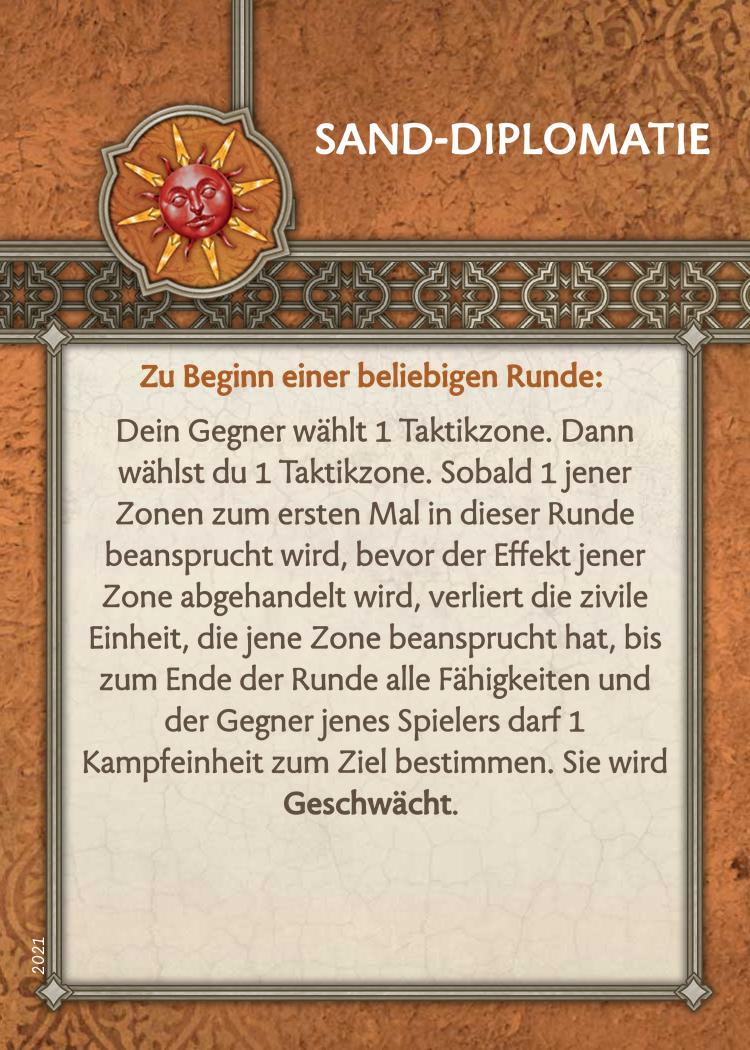 SAND-DIPLOMATIE
Zu Beginn einer beliebigen Runde:
Dein Gegner wählt 1 Taktikzone. Dann
wählst du 1 Taktikzone. Sobald 1 jener
Zonen zum ersten Mal in dieser Runde
beansprucht wird, bevor der Effekt jener
Zone abgehandelt wird, verliert die zivile
Einheit, die jene Zone beansprucht hat, bis
zum Ende der Runde alle Fähigkeiten und
der Gegner jenes Spielers darf 1
Kampfeinheit zum Ziel bestimmen. Sie wird
Geschwächt.
2021